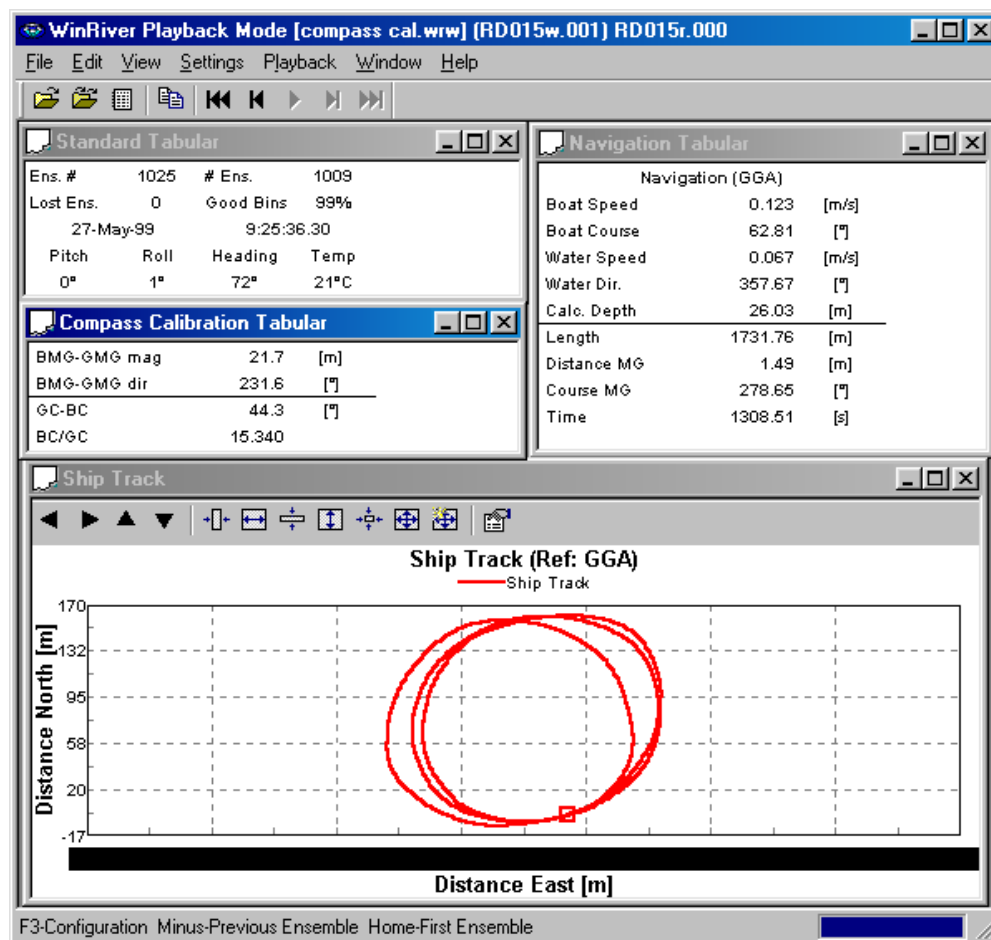 WinRiver Playback Mode [compass cal.wrw] (RD015w.001) RD015r.000
File Edit View Settings Playback Window Help
Standard Tabular
Ens. # 1025 # Ens. 1009
Lost Ens. 0 Good Bins 99%
27-May-99 9:25:36.30
Pitch Roll Heading Temp
0° 1° 72° 21°C
Compass Calibration Tabular
BMG-GMG mag 21.7 [m]
BMG-GMG dir 231.6 [°]
GC-BC 44.3 [°]
BC/GC 15.340
Navigation Tabular
Navigation (GGA)
Boat Speed 0.123 [m/s]
Boat Course 62.81 [°]
Water Speed 0.067 [m/s]
Water Dir. 357.67 [°]
Calc. Depth 26.03 [m]
Length 1731.76 [m]
Distance MG 1.49 [m]
Course MG 278.65 [°]
Time 1308.51 [s]
Ship Track
Ship Track (Ref: GGA)
Ship Track
Distance North [m]
170
132
95
58
20
-17
Distance East [m]
F3-Configuration Minus-Previous Ensemble Home-First Ensemble